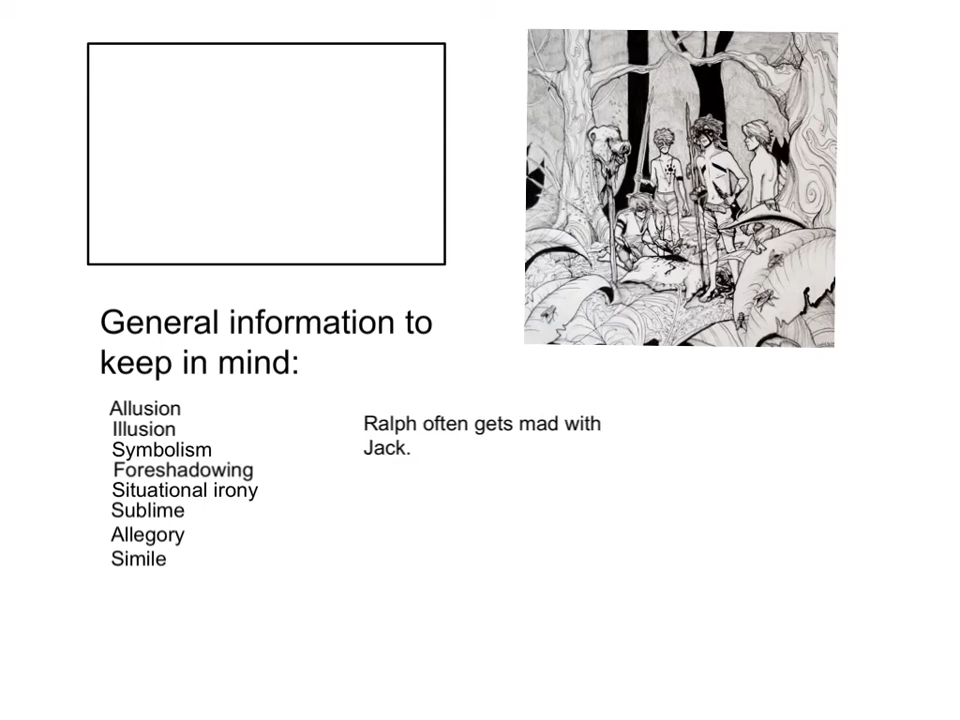 General information to
keep in mind:
Allusion
Illusion
Symbolism
Foreshadowing
Situational irony
Sublime
Allegory
Simile
Ralph often gets mad with
Jack.